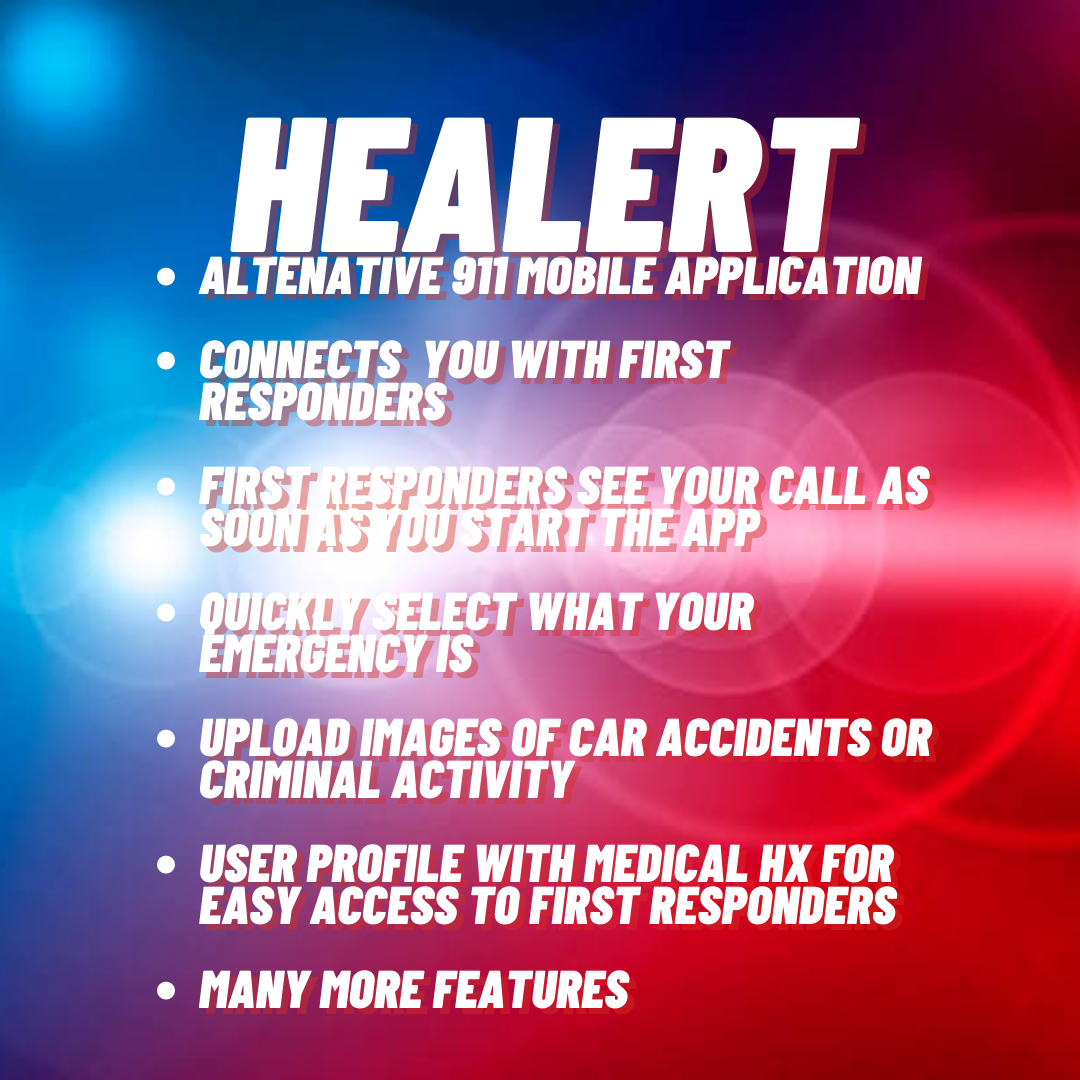 HEALERT
• ALTENATIVE 911 MOBILE APPLICATION
• CONNECTS  YOU WITH FIRST
RESPONDERS
• FIRST RESPONDERS SEE YOUR CALL AS
SOON AS YOU START THE APP
• QUICKLY SELECT WHAT YOUR
EMERGENCY IS
• UPLOAD IMAGES OF CAR ACCIDENTS OR
CRIMINAL ACTIVITY
• USER PROFILE WITH MEDICAL HX FOR
EASY ACCESS TO FIRST RESPONDERS
• MANY MORE FEATURES